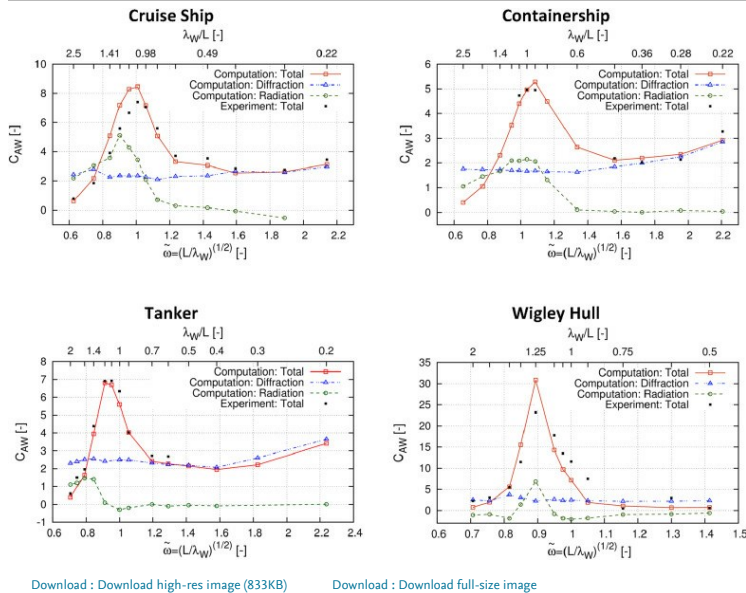 Cruise Ship
λW/L [-]
2.5 1.41 1 0.98 0.49 0.22
10
8
6
4
2
0
CAW [-]
Computation: Total
Computation: Diffraction
Computation: Radiation
Experiment: Total
0.6 0.8 1 1.2 1.4 1.6 1.8 2 2.2
ω̃=(L/λW)(1/2) [-]
Containership
λW/L [-]
2.5 1.4 1 0.6 0.36 0.28 0.22
6
5
4
3
2
1
0
CAW [-]
Computation: Total
Computation: Diffraction
Computation: Radiation
Experiment: Total
0.6 0.8 1 1.2 1.4 1.6 1.8 2 2.2
ω̃=(L/λW)(1/2) [-]
Tanker
λW/L [-]
2 1.4 1 0.7 0.5 0.4 0.3 0.2
8
7
6
5
4
3
2
1
0
-1
CAW [-]
Computation: Total
Computation: Diffraction
Computation: Radiation
Experiment: Total
0.6 0.8 1 1.2 1.4 1.6 1.8 2 2.2 2.4
ω̃=(L/λW)(1/2) [-]
Wigley Hull
λW/L [-]
2 1.25 1 0.75 0.5
35
30
25
20
15
10
5
0
-5
CAW [-]
Computation: Total
Computation: Diffraction
Computation: Radiation
Experiment: Total
0.6 0.7 0.8 0.9 1 1.1 1.2 1.3 1.4 1.5
ω̃=(L/λW)(1/2) [-]
Download : Download high-res image (833KB) Download : Download full-size image